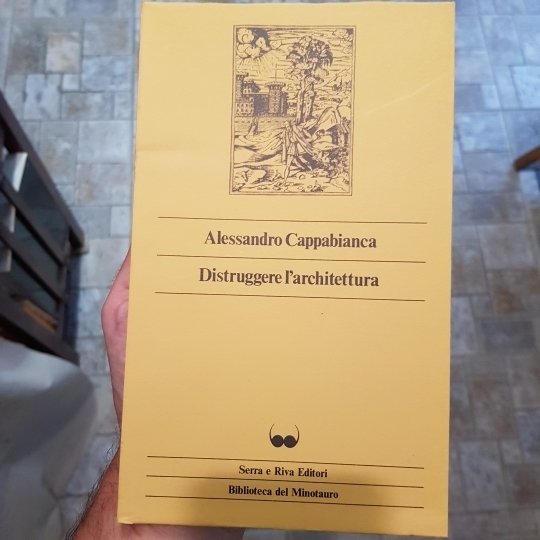 Alessandro Cappabianca
Distruggere l'architettura
Serra e Riva Editori
Biblioteca del Minotauro